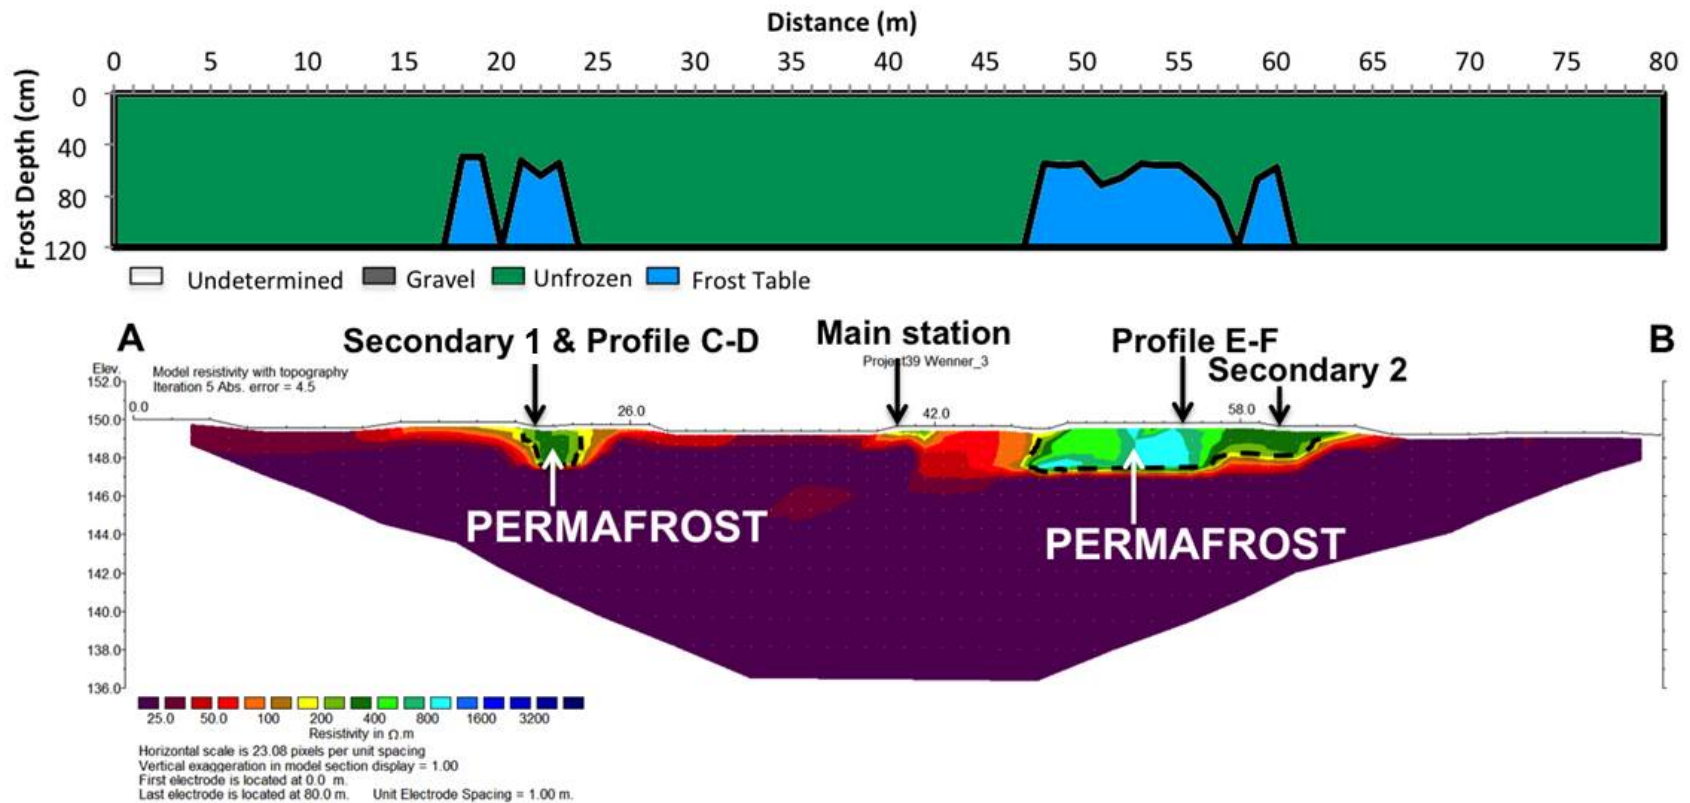 Distance (m)
0 5 10 15 20 25 30 35 40 45 50 55 60 65 70 75 80
Frost Depth (cm)
0
40
80
120
Undetermined Gravel Unfrozen Frost Table
A Secondary 1 & Profile C-D Main station Profile E-F B
Secondary 2
Project39 Wenner_3
Elev. Model resistivity with topography
Iteration 5 Abs. error = 4.5
152.0
150.0
148.0
146.0
144.0
142.0
140.0
138.0
136.0
0.0 26.0 42.0 58.0
PERMAFROST
PERMAFROST
25.0 50.0 100 200 400 800 1600 3200
Resistivity in Ω.m
Horizontal scale is 23.08 pixels per unit spacing
Vertical exaggeration in model section display = 1.00
First electrode is located at 0.0 m.
Last electrode is located at 80.0 m. Unit Electrode Spacing = 1.00 m.